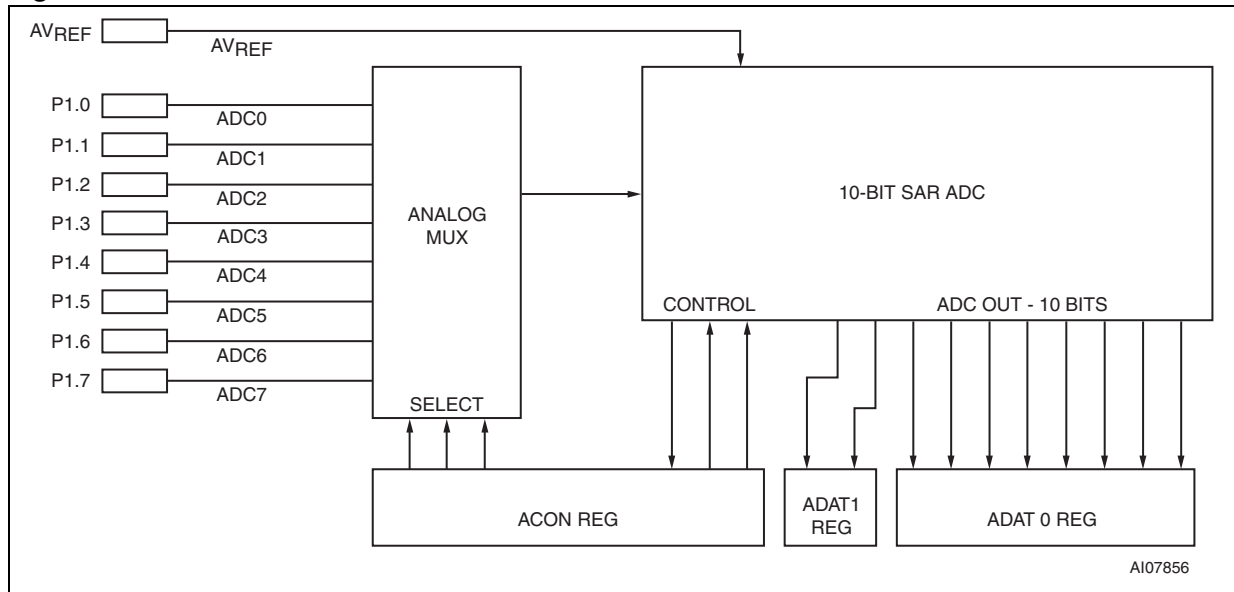 AVREF
AVREF
P1.0
ADC0
P1.1
ADC1
P1.2
ADC2
P1.3
ADC3
P1.4
ADC4
P1.5
ADC5
P1.6
ADC6
P1.7
ADC7
ANALOG
MUX
SELECT
10-BIT SAR ADC
CONTROL
ADC OUT - 10 BITS
ACON REG
ADAT1
REG
ADAT 0 REG
AI07856